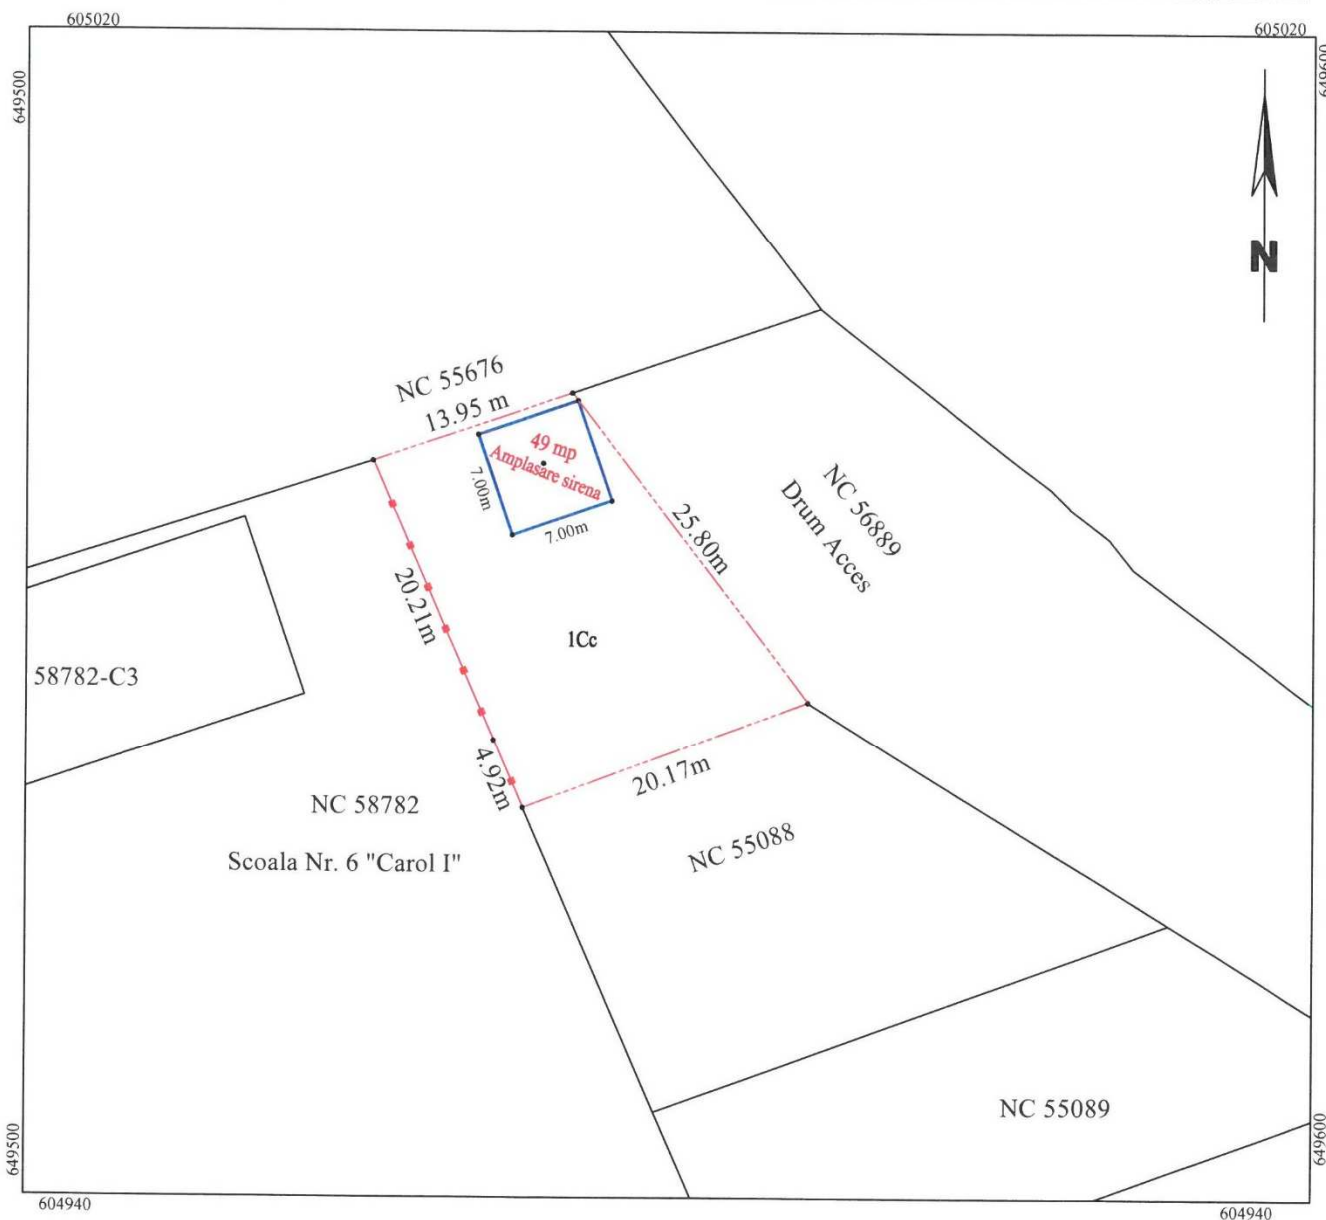 605020
605020
649500
649600
N
NC 55676
13.95 m
49 mp
Amplasare sirena
7.00m
7.00m
NC 56889
Drum Acces
25.80m
20.21m
1Cc
58782-C3
4.92m
20.17m
NC 58782
NC 55088
Scoala Nr. 6 "Carol I"
NC 55089
649500
649600
604940
604940